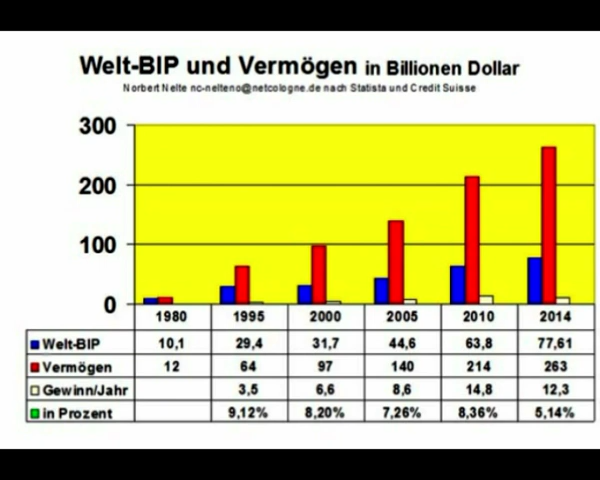 Welt-BIP und Vermögen in Billionen Dollar
Norbert Nelte nc-nelteno@netcologne.de nach Statista und Credit Suisse
300
200
100
0
1980 1995 2000 2005 2010 2014
Welt-BIP 10,1 29,4 31,7 44,6 63,8 77,61
Vermögen 12 64 97 140 214 263
Gewinn/Jahr 3,5 6,6 8,6 14,8 12,3
in Prozent 9,12% 8,20% 7,26% 8,36% 5,14%